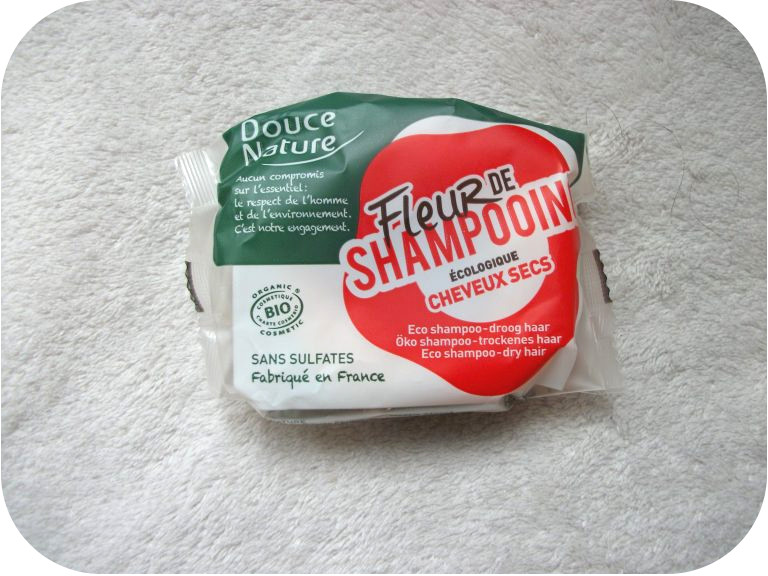 Douce
Nature
Aucun compromis
sur l'essentiel :
le respect de l'homme
et de l'environnement.
C'est notre engagement.
Fleur DE
SHAMPOOIN
ÉCOLOGIQUE
CHEVEUX SECS
Eco shampoo-droog haar
Öko shampoo-trockenes haar
Eco shampoo-dry hair
ORGANIC ®
COSMÉTIQUE
BIO
CHARTE COSMEBIO
COSMETIC
SANS SULFATES
Fabriqué en France